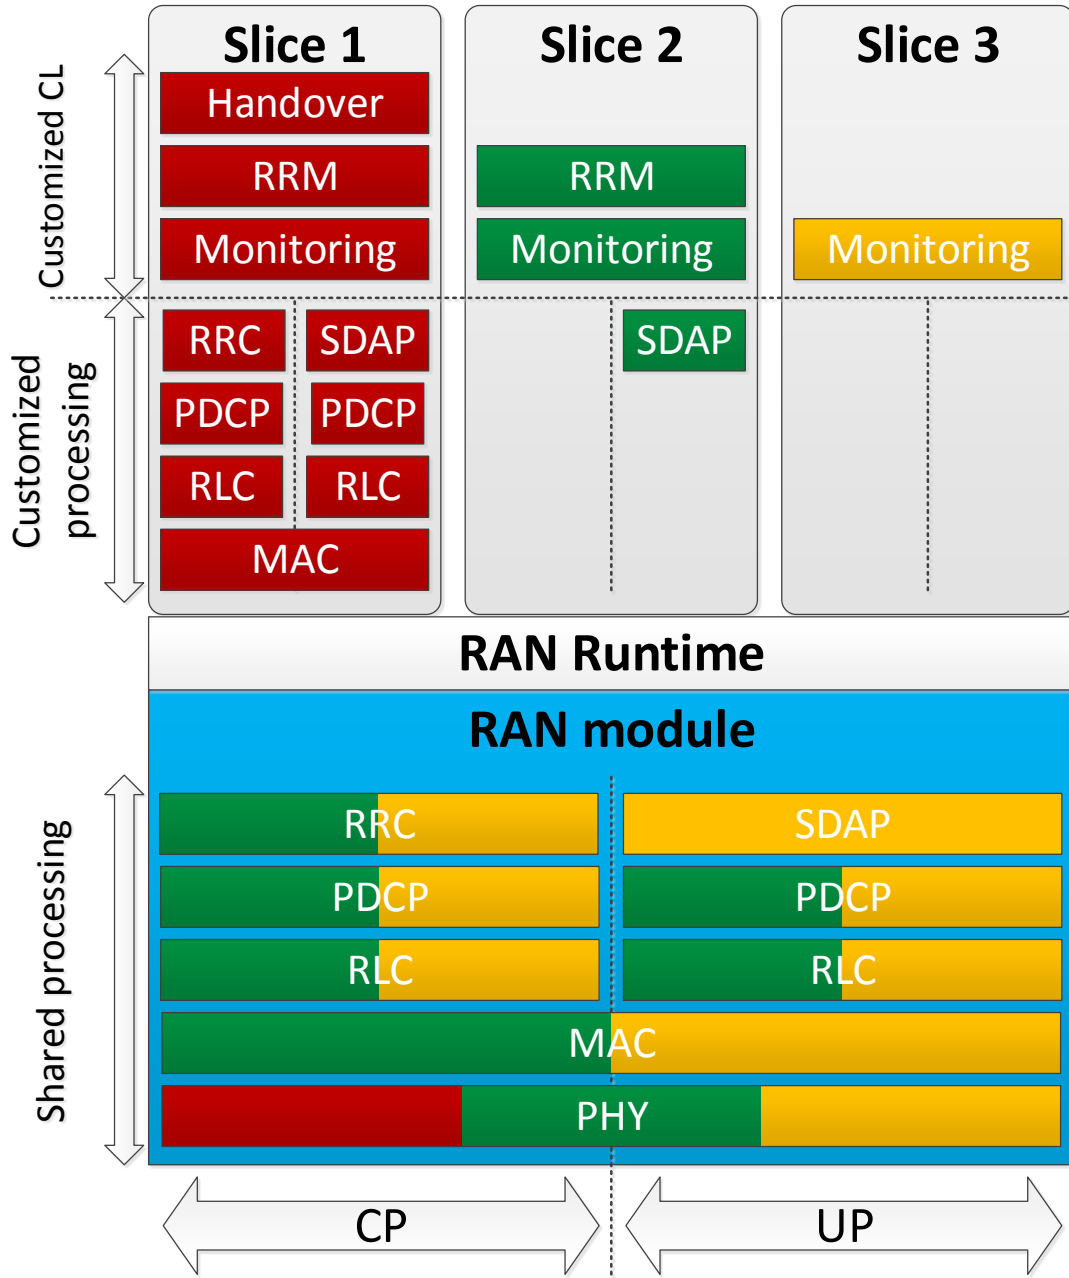 Slice 1
Slice 2
Slice 3
Customized CL
Handover
RRM
RRM
Monitoring
Monitoring
Monitoring
Customized
processing
RRC
SDAP
SDAP
PDCP
PDCP
RLC
RLC
MAC
RAN Runtime
RAN module
Shared processing
RRC
SDAP
PDCP
PDCP
RLC
RLC
MAC
PHY
CP
UP